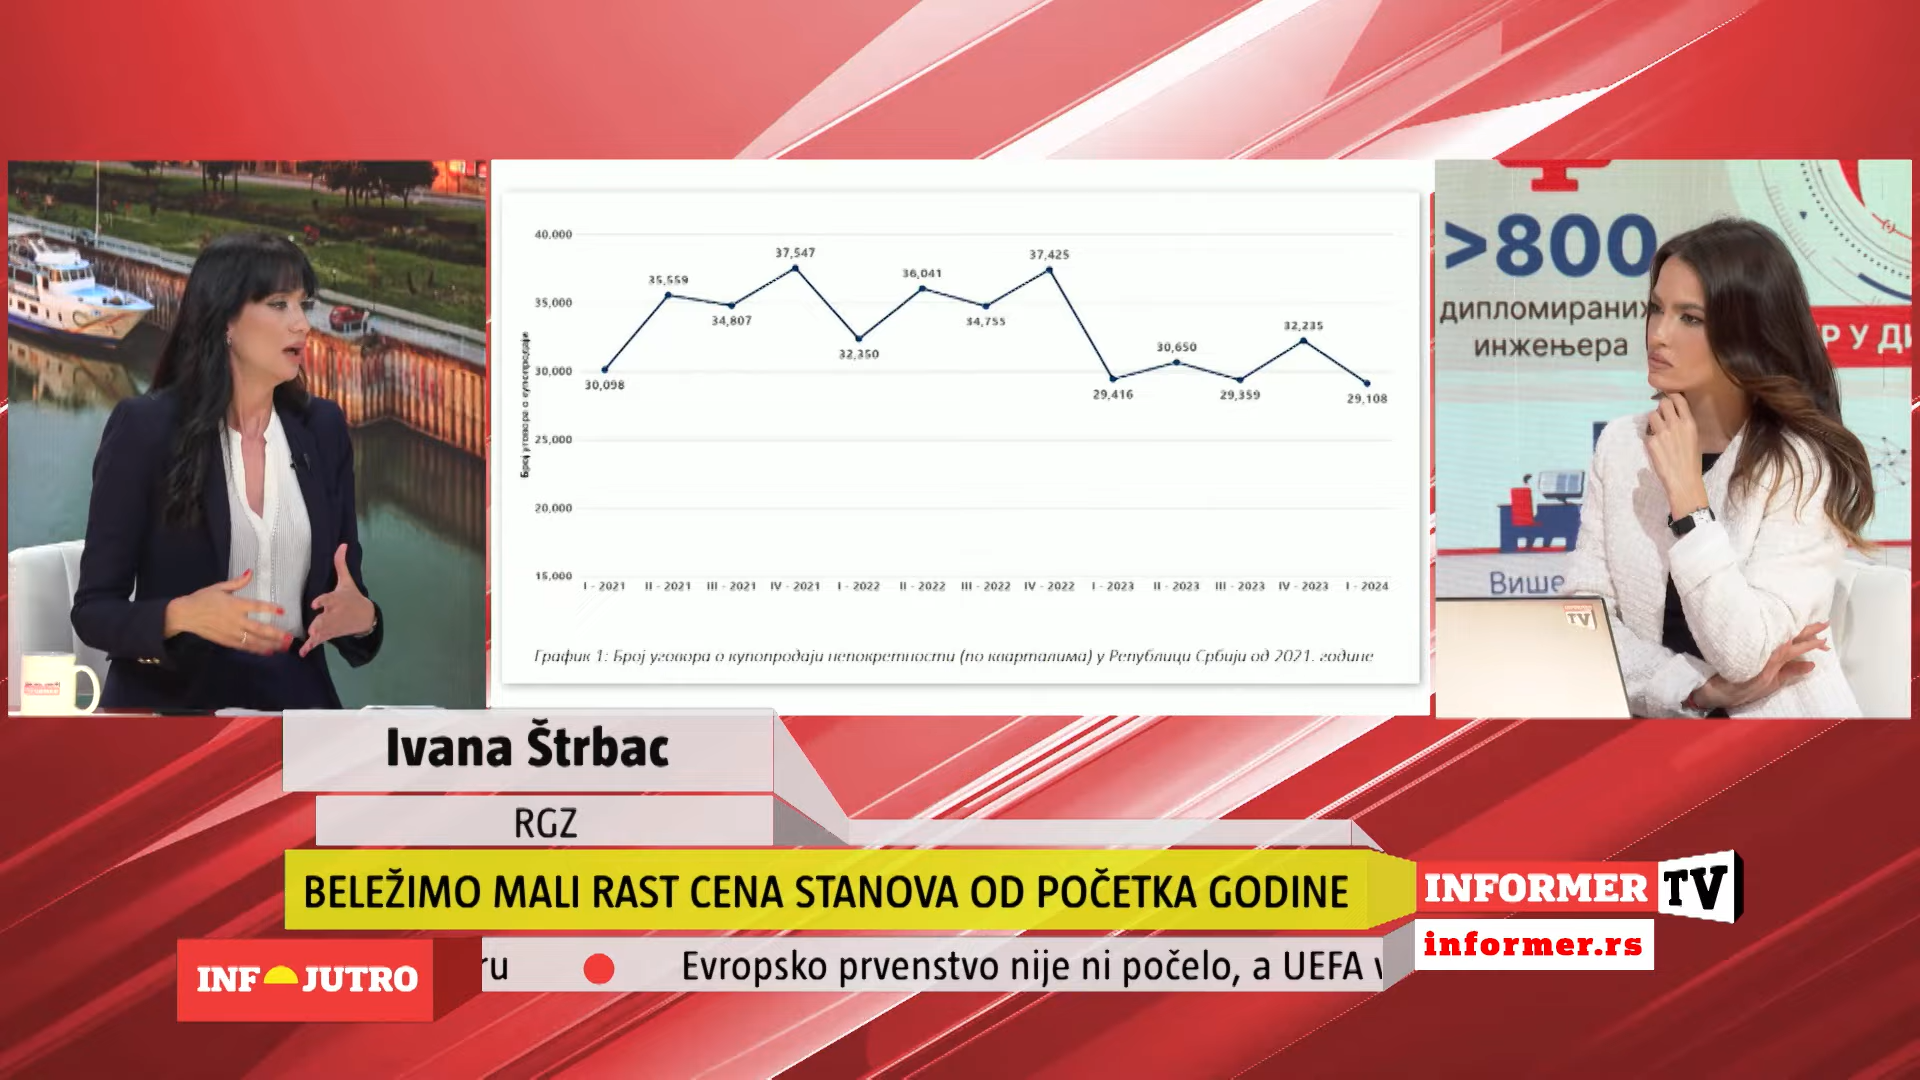 40,000
35,000
30,000
25,000
20,000
15,000
Број уговора о купопродаји
30,098
35,559
34,807
37,547
32,350
36,041
34,755
37,425
29,416
30,650
29,359
32,235
29,108
I - 2021 II - 2021 III - 2021 IV - 2021 I - 2022 II - 2022 III - 2022 IV - 2022 I - 2023 II - 2023 III - 2023 IV - 2023 I - 2024
График 1: Број уговора о купопродаји непокретности (по кварталима) у Републици Србији од 2021. године
>800
дипломираних
инжењера
Р У ДИ
Више
TV
Ivana Štrbac
RGZ
BELEŽIMO MALI RAST CENA STANOVA OD POČETKA GODINE
INFORMER TV
informer.rs
INF JUTRO
ru
Evropsko prvenstvo nije ni počelo, a UEFA